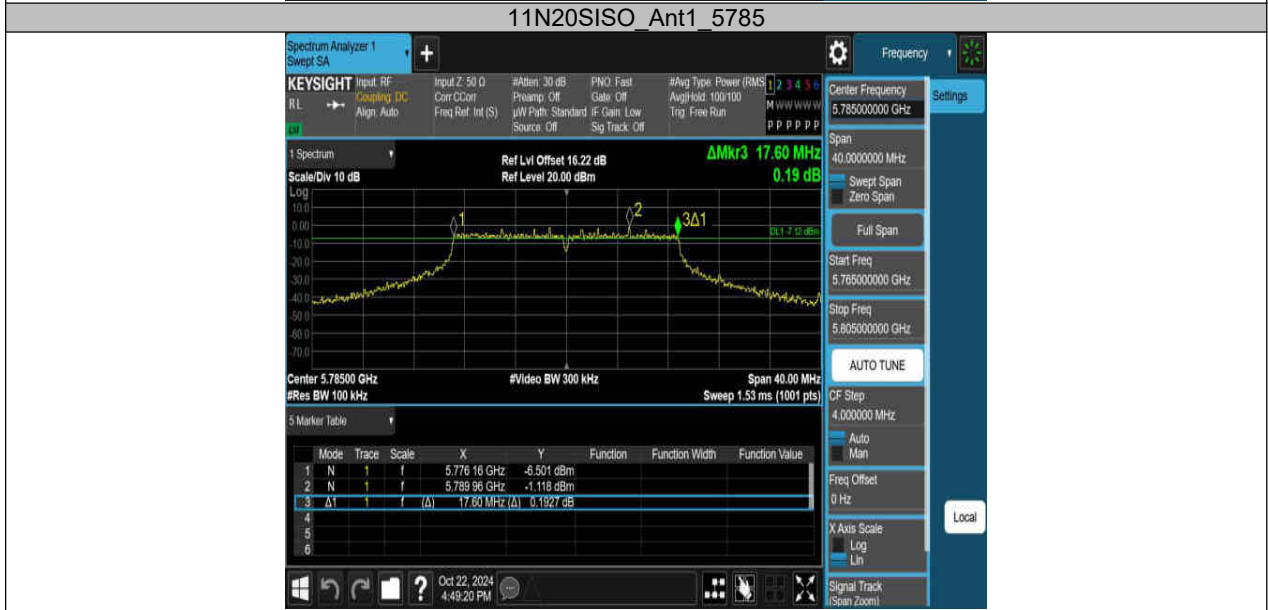 11N20SISO_Ant1_5785
Spectrum Analyzer 1
Swept SA
+
Frequency
KEYSIGHT
RL
LXI
Input: RF
Coupling: DC
Align: Auto
Input Z: 50 Ω
Corr CCorr
Freq Ref: Int (S)
#Atten: 30 dB
Preamp: Off
µW Path: Standard
Source: Off
PNO: Fast
Gate: Off
IF Gain: Low
Sig Track: Off
#Avg Type: Power (RMS
Avg|Hold: 100/100
Trig: Free Run
1 2 3 4 5 6
M W W W W W
P P P P P P
1 Spectrum
Scale/Div 10 dB
Ref Lvl Offset 16.22 dB
Ref Level 20.00 dBm
ΔMkr3 17.60 MHz
0.19 dB
Log
10.0
0.00
-10.0
-20.0
-30.0
-40.0
-50.0
-60.0
-70.0
1
2
3Δ1
DL1 -7.12 dBm
Center 5.78500 GHz
#Res BW 100 kHz
#Video BW 300 kHz
Span 40.00 MHz
Sweep 1.53 ms (1001 pts)
5 Marker Table
Mode Trace Scale X Y Function Function Width Function Value
1 N 1 f 5.776 16 GHz -6.501 dBm
2 N 1 f 5.789 96 GHz -1.118 dBm
3 Δ1 1 f (Δ) 17.60 MHz (Δ) 0.1927 dB
4
5
6
Oct 22, 2024
4:49:20 PM
?
Center Frequency
5.785000000 GHz
Settings
Span
40.0000000 MHz
Swept Span
Zero Span
Full Span
Start Freq
5.765000000 GHz
Stop Freq
5.805000000 GHz
AUTO TUNE
CF Step
4.000000 MHz
Auto
Man
Freq Offset
0 Hz
X Axis Scale
Log
Lin
Signal Track
(Span Zoom)
Local